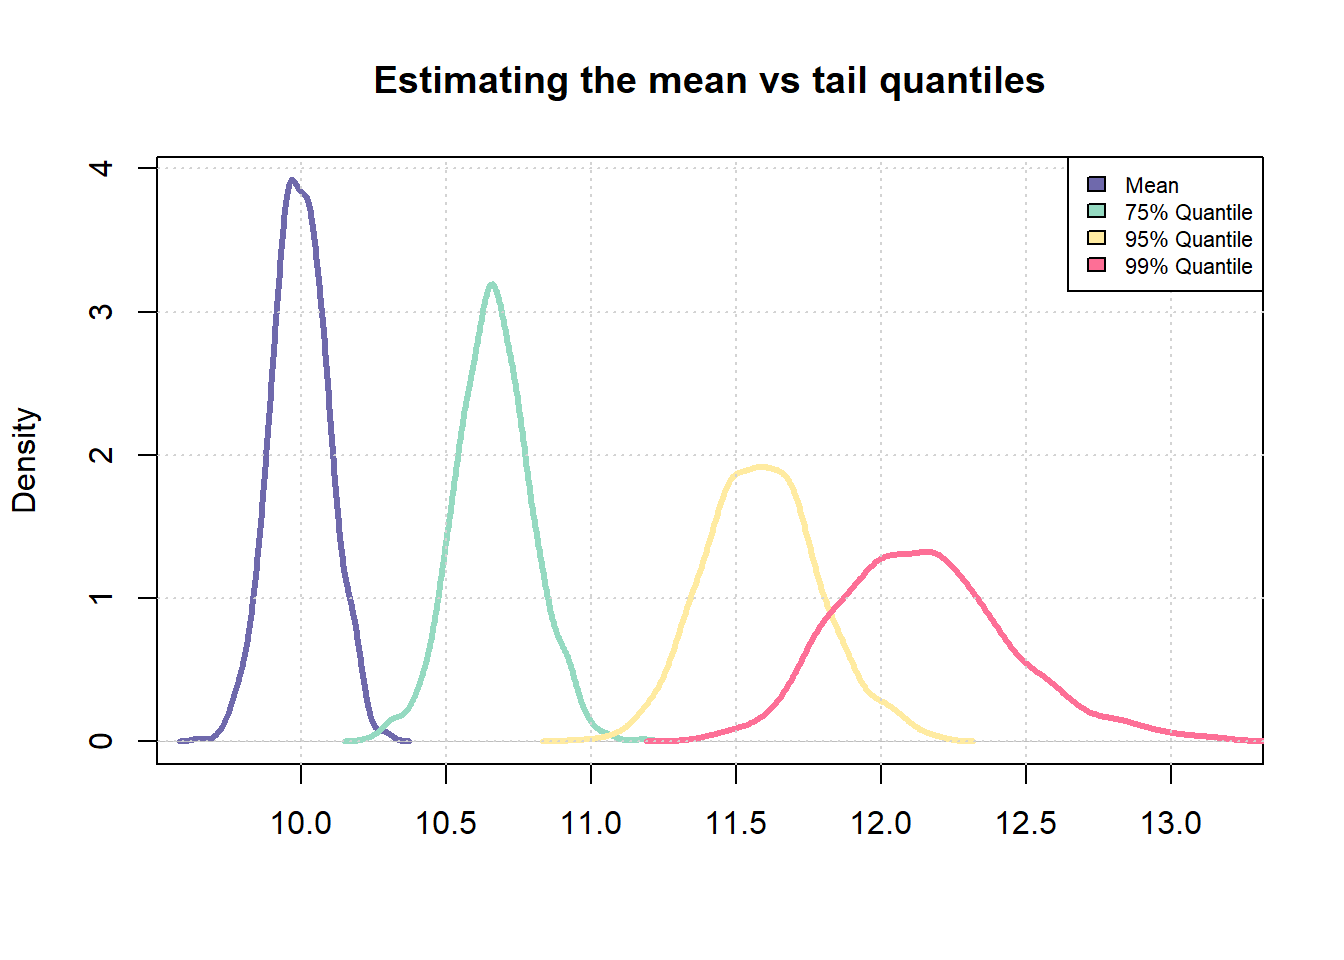 Estimating the mean vs tail quantiles
Mean
75% Quantile
95% Quantile
99% Quantile
Density
4
3
2
1
0
10.0 10.5 11.0 11.5 12.0 12.5 13.0